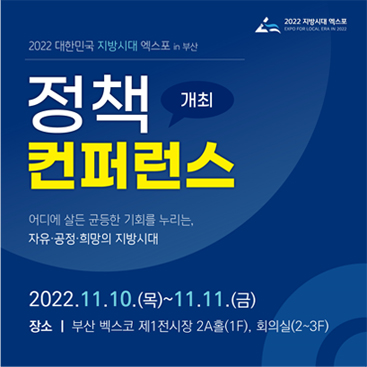 2022 지방시대 엑스포
EXPO FOR LOCAL ERA IN 2022
2022 대한민국 지방시대 엑스포 in 부산
정책 개최
컨퍼런스
어디에 살든 균등한 기회를 누리는,
자유·공정·희망의 지방시대
2022.11.10.(목)~11.11.(금)
장소 | 부산 벡스코 제1전시장 2A홀(1F), 회의실(2~3F)